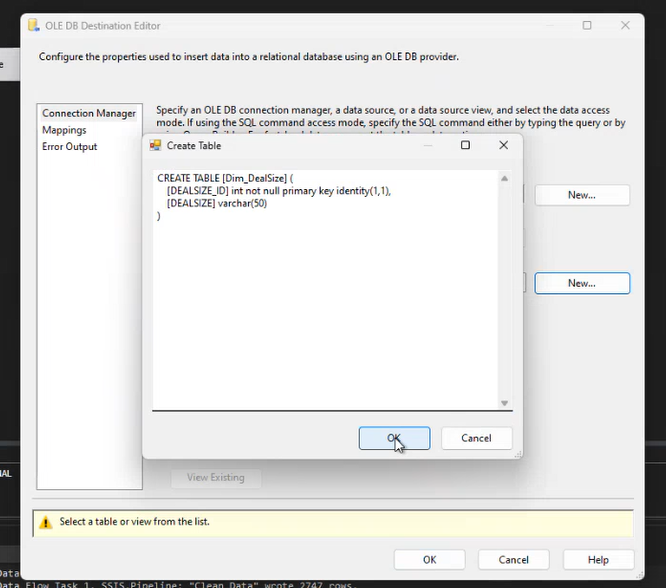 OLE DB Destination Editor
Configure the properties used to insert data into a relational database using an OLE DB provider.
Connection Manager
Mappings
Error Output
Specify an OLE DB connection manager, a data source, or a data source view, and select the data access
mode. If using the SQL command access mode, specify the SQL command either by typing the query or by
Create Table
CREATE TABLE [Dim_DealSize] (
[DEALSIZE_ID] int not null primary key identity(1,1),
[DEALSIZE] varchar(50)
)
New...
New...
OK
Cancel
View Existing
Select a table or view from the list.
OK
Cancel
Help
Data Flow Task 1, SSIS.Pipeline: "Clean Data" wrote 2747 rows.